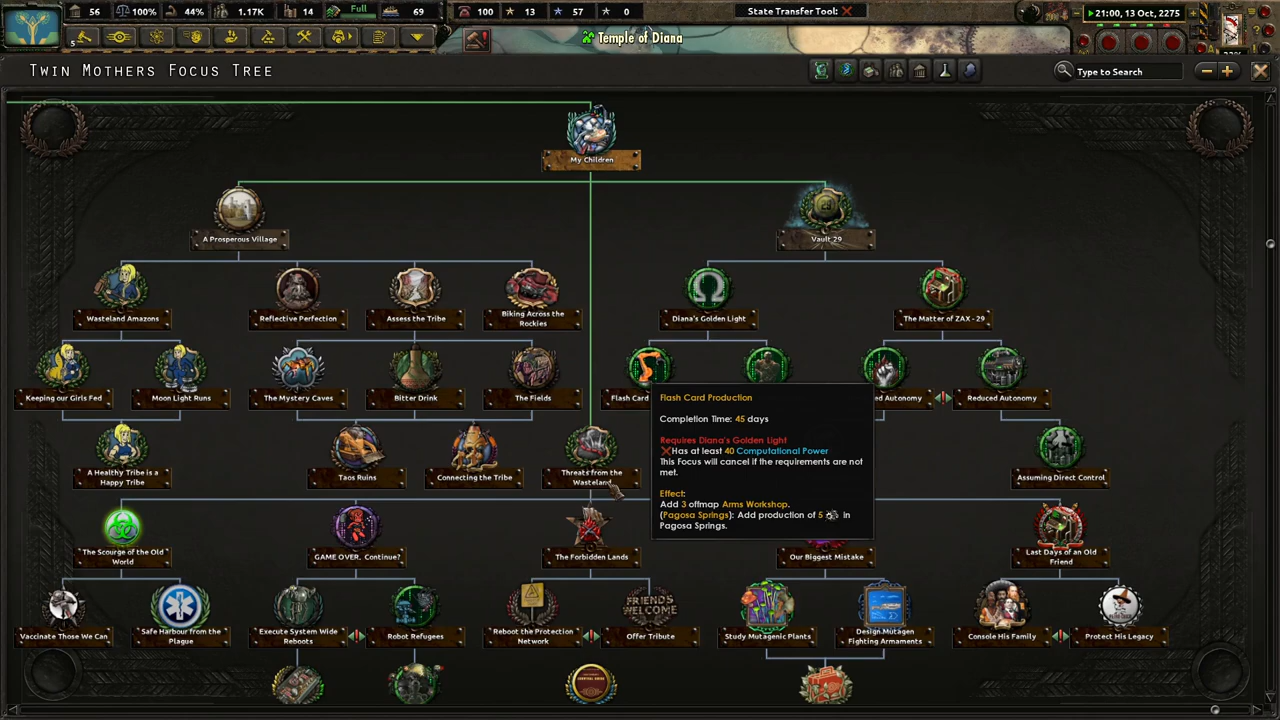 56 100% 44% 1.17K 14 Full 69 100 13 57 0 State Transfer Tool: 21:00, 13 Oct, 2275
5
Temple of Diana
Twin Mothers Focus Tree
Type to Search
My Children
A Prosperous Village
Vault 29
29
Wasteland Amazons
Reflective Perfection
Assess the Tribe
Biking Across the
Rockies
Diana's Golden Light
The Matter of ZAX - 29
Keeping our Girls Fed
Moon Light Runs
The Mystery Caves
Bitter Drink
The Fields
Flash Card
ed Autonomy
Reduced Autonomy
Flash Card Production
Completion Time: 45 days
Requires Diana's Golden Light
Has at least 40 Computational Power
This Focus will cancel if the requirements are not
met.
Effect:
Add 3 offmap Arms Workshop.
(Pagosa Springs): Add production of 5 in
Pagosa Springs.
A Healthy Tribe is a
Happy Tribe
Taos Ruins
Connecting the Tribe
Threats from the
Wasteland
Assuming Direct Control
The Scourge of the Old
World
GAME OVER. Continue?
The Forbidden Lands
Our Biggest Mistake
Last Days of an Old
Friend
FRIENDS
WELCOME
Vaccinate Those We Can
Safe Harbour from the
Plague
Execute System Wide
Reboots
Robot Refugees
Reboot the Protection
Network
Offer Tribute
Study Mutagenic Plants
Design Mutagen
Fighting Armaments
Console His Family
Protect His Legacy